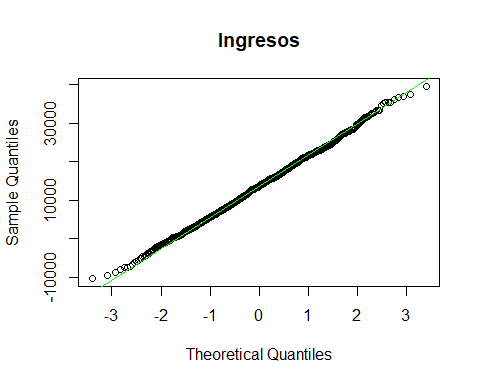 Ingresos
Sample Quantiles
30000
10000
-10000
-3 -2 -1 0 1 2 3
Theoretical Quantiles